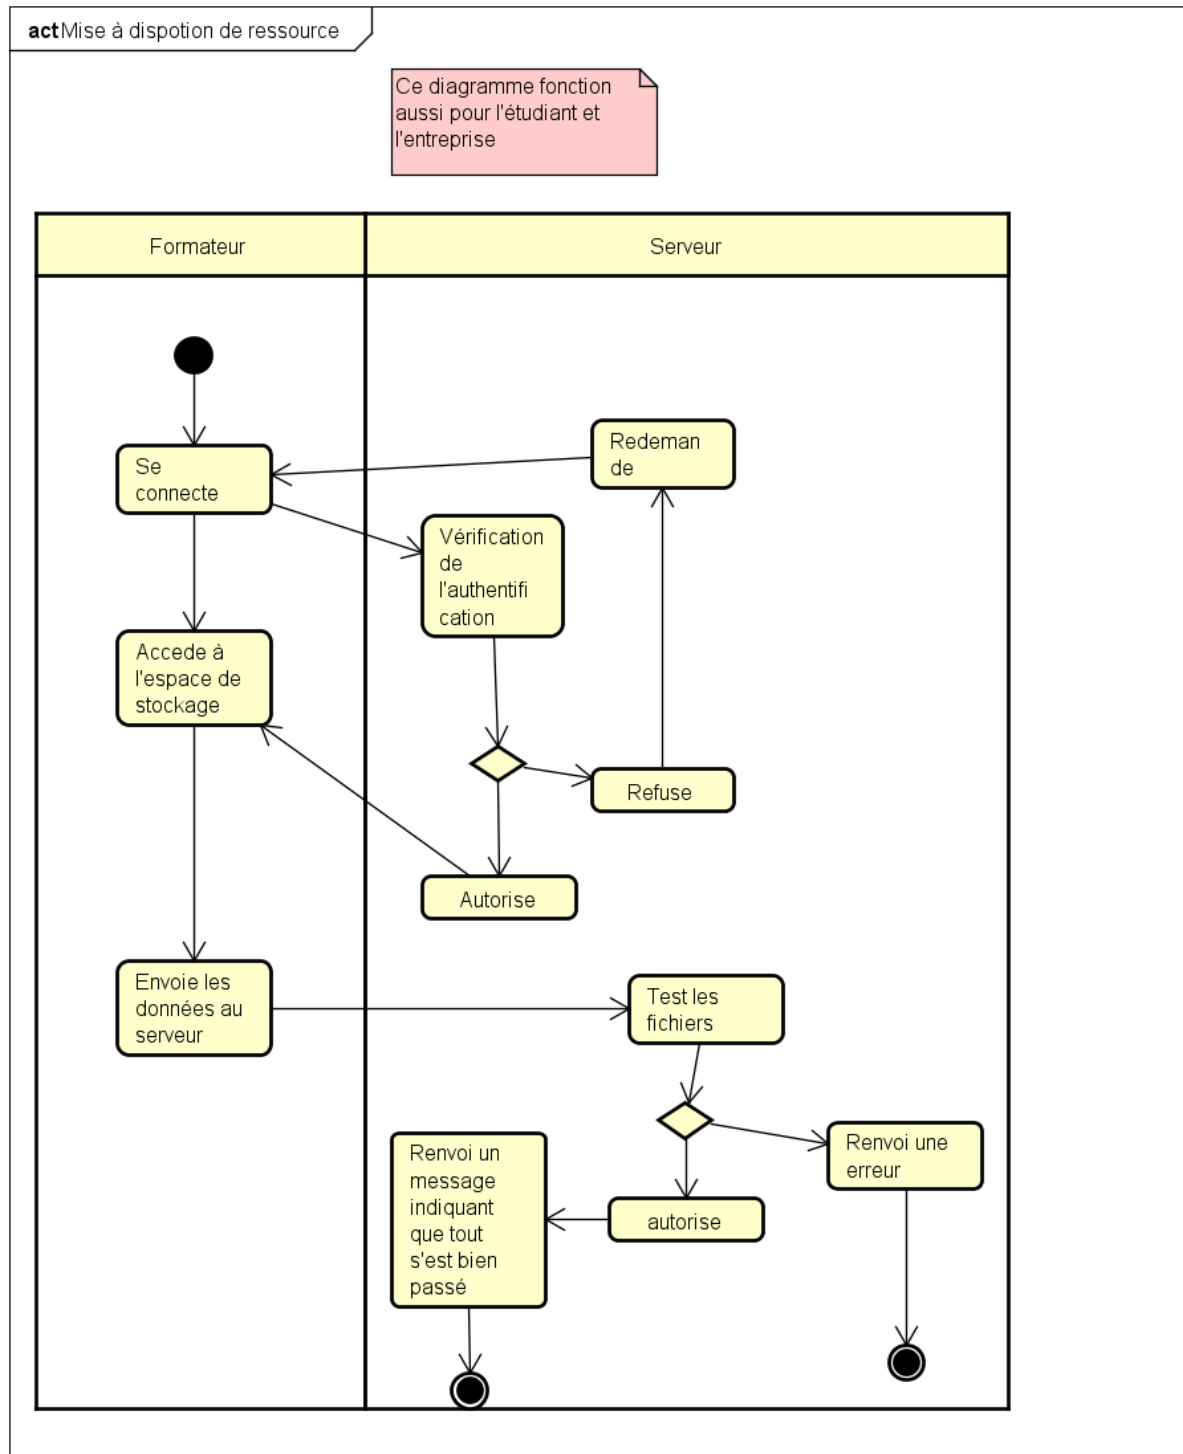 act Mise à dispotion de ressource
Ce diagramme fonction
aussi pour l'étudiant et
l'entreprise
Formateur
Serveur
Se
connecte
Redeman
de
Vérification
de
l'authentifi
cation
Accede à
l'espace de
stockage
Refuse
Autorise
Envoie les
données au
serveur
Test les
fichiers
Renvoi un
message
indiquant
que tout
s'est bien
passé
autorise
Renvoi une
erreur